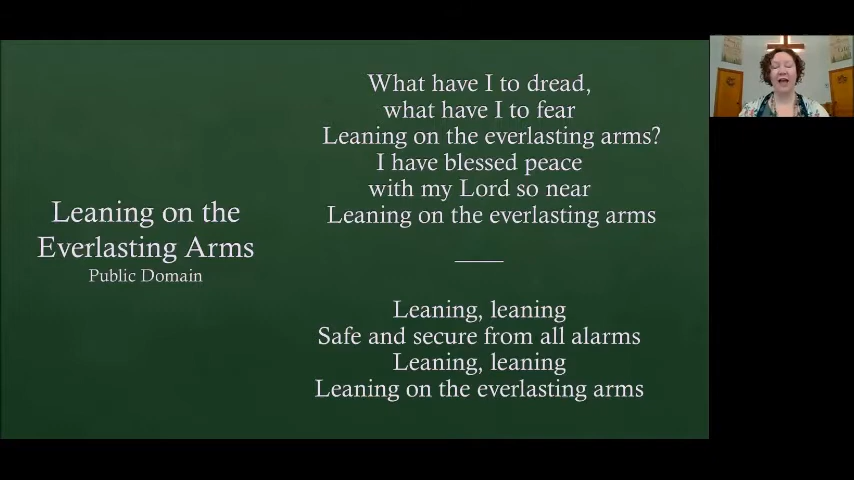 Leaning on the
Everlasting Arms
Public Domain
What have I to dread,
what have I to fear
Leaning on the everlasting arms?
I have blessed peace
with my Lord so near
Leaning on the everlasting arms
Leaning, leaning
Safe and secure from all alarms
Leaning, leaning
Leaning on the everlasting arms